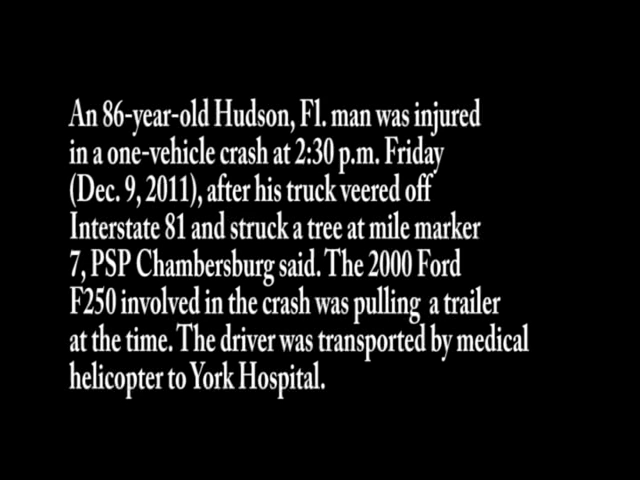 An 86-year-old Hudson, Fl. man was injured
in a one-vehicle crash at 2:30 p.m. Friday
(Dec. 9, 2011), after his truck veered off
Interstate 81 and struck a tree at mile marker
7, PSP Chambersburg said. The 2000 Ford
F250 involved in the crash was pulling a trailer
at the time. The driver was transported by medical
helicopter to York Hospital.